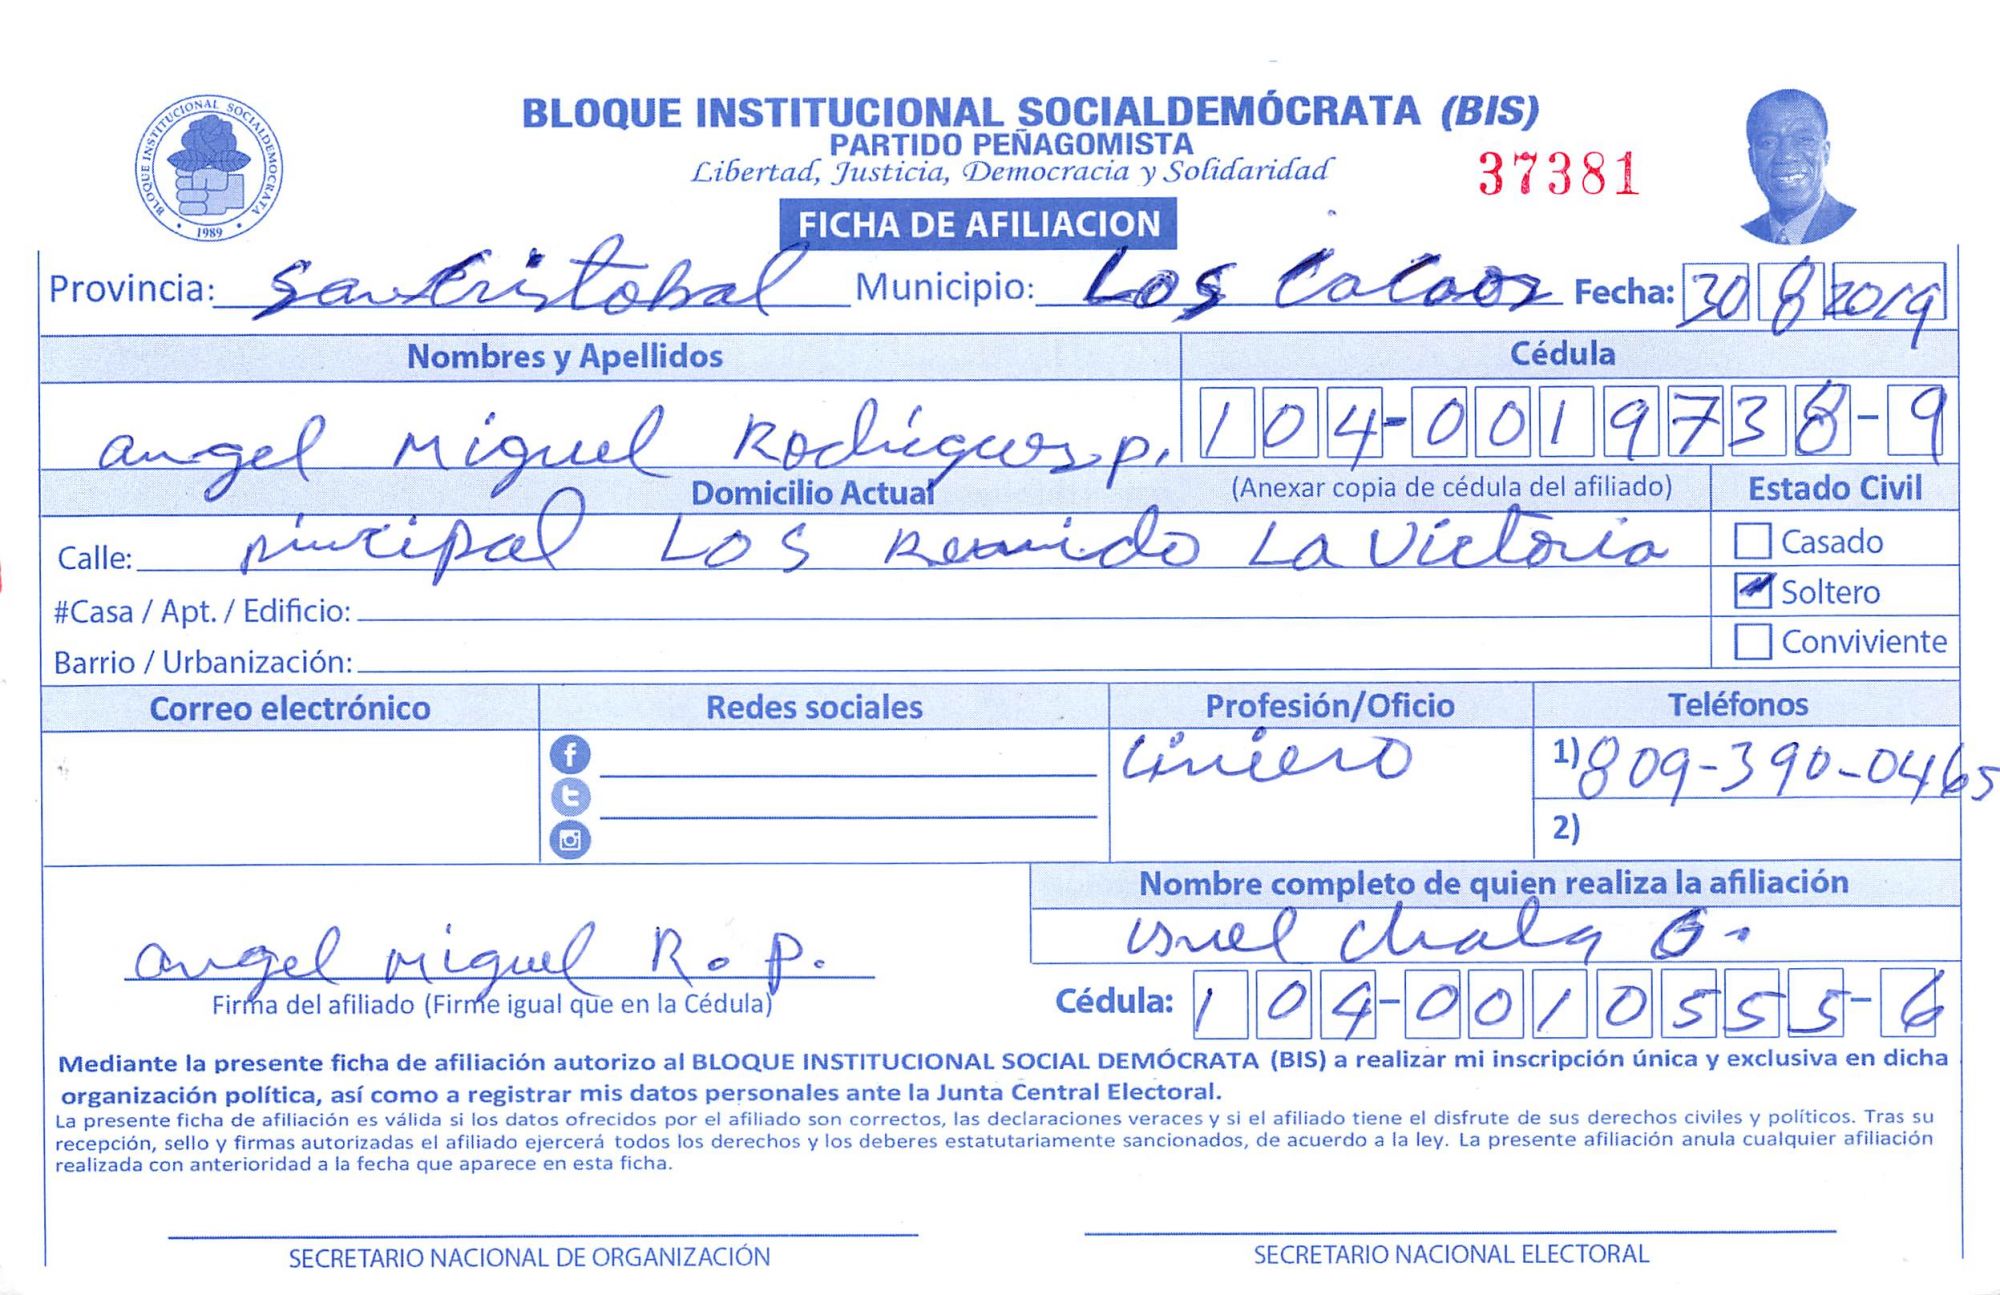 BLOQUE INSTITUCIONAL SOCIALDEMOCRATA
1989
BLOQUE INSTITUCIONAL SOCIALDEMÓCRATA (BIS)
PARTIDO PEÑAGOMISTA
Libertad, Justicia, Democracia y Solidaridad
37381
FICHA DE AFILIACION
Provincia: San Cristobal Municipio: Los Cacaos Fecha: 30 8 2019
Nombres y Apellidos Cédula
angel Miguel Rodrigues p. 104-0019738-9
Domicilio Actual (Anexar copia de cédula del afiliado) Estado Civil
Calle: principal Los La Victoria
Casado
Soltero
Conviviente
#Casa / Apt. / Edificio:
Barrio / Urbanización:
Correo electrónico Redes sociales Profesión/Oficio Teléfonos
Liniero 1) 809-390-0465
2)
Nombre completo de quien realiza la afiliación
Chala G.
angel Miguel R. P.
Firma del afiliado (Firme igual que en la Cédula)
Cédula: 104-0010555-6
Mediante la presente ficha de afiliación autorizo al BLOQUE INSTITUCIONAL SOCIAL DEMÓCRATA (BIS) a realizar mi inscripción única y exclusiva en dicha
organización política, así como a registrar mis datos personales ante la Junta Central Electoral.
La presente ficha de afiliación es válida si los datos ofrecidos por el afiliado son correctos, las declaraciones veraces y si el afiliado tiene el disfrute de sus derechos civiles y políticos. Tras su
recepción, sello y firmas autorizadas el afiliado ejercerá todos los derechos y los deberes estatutariamente sancionados, de acuerdo a la ley. La presente afiliación anula cualquier afiliación
realizada con anterioridad a la fecha que aparece en esta ficha.
SECRETARIO NACIONAL DE ORGANIZACIÓN SECRETARIO NACIONAL ELECTORAL